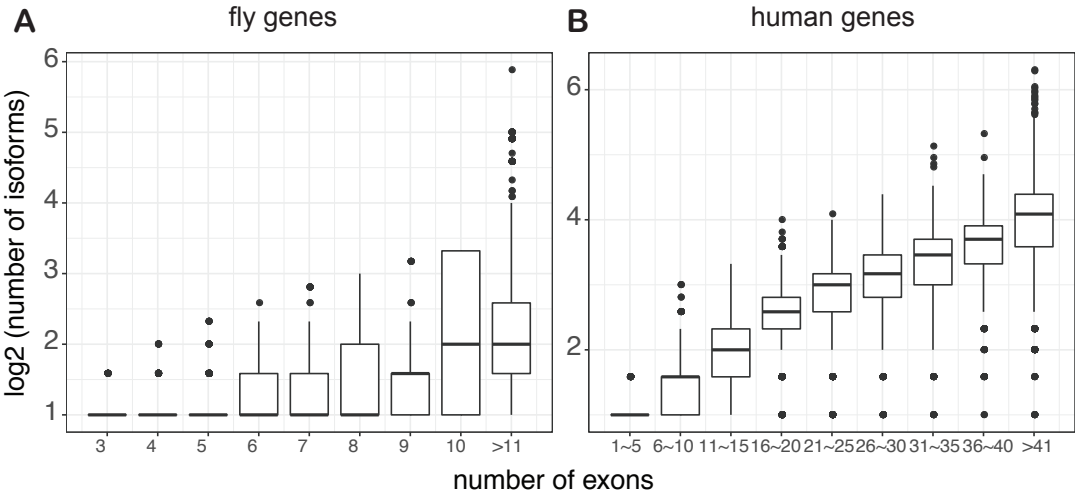 A
fly genes
B
human genes
log2 (number of isoforms)
6
5
4
3
2
1
3 4 5 6 7 8 9 10 >11
6
4
2
1~5 6~10 11~15 16~20 21~25 26~30 31~35 36~40 >41
number of exons